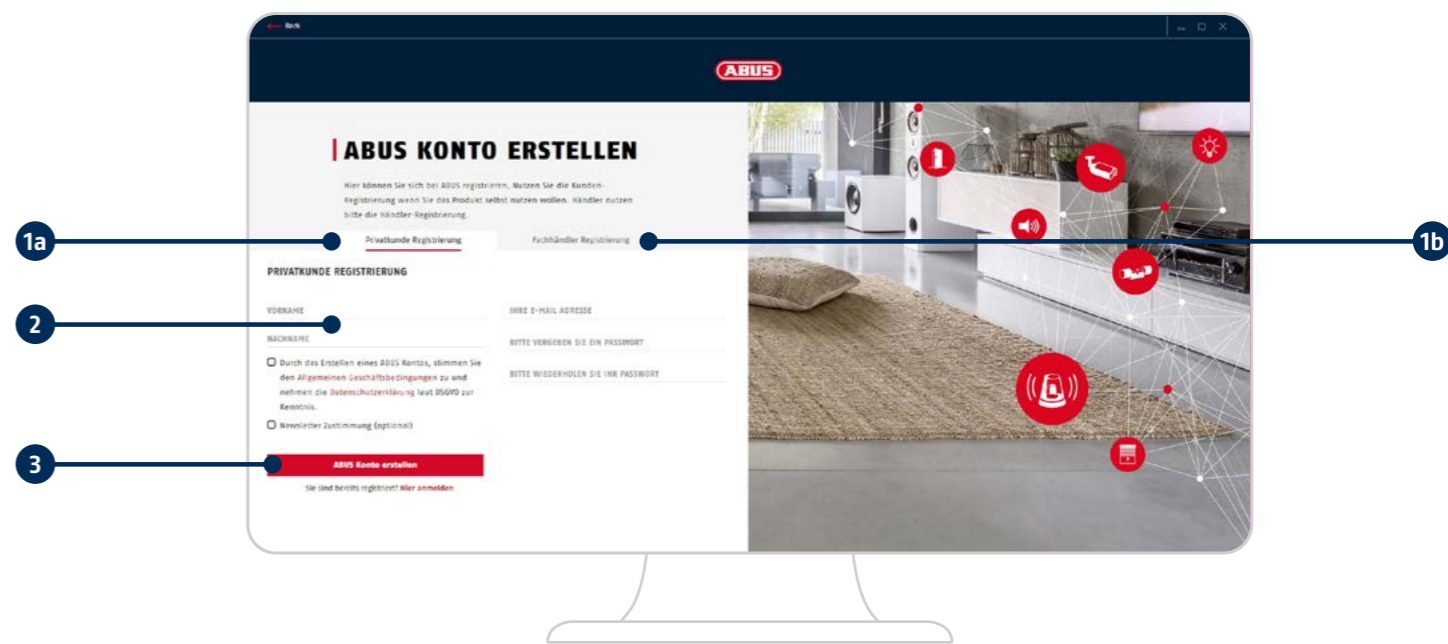 Back
ABUS
ABUS KONTO ERSTELLEN
Hier können Sie sich bei ABUS registrieren. Nutzen Sie die Kunden-
Registrierung wenn Sie das Produkt selbst nutzen wollen. Händler nutzen
bitte die Händler-Registrierung.
1a
Privatkunde Registrierung
Fachhändler Registrierung
1b
PRIVATKUNDE REGISTRIERUNG
2
VORNAME
IHRE E-MAIL ADRESSE
NACHNAME
BITTE VERGEBEN SIE EIN PASSWORT
BITTE WIEDERHOLEN SIE IHR PASSWORT
Durch das Erstellen eines ABUS Kontos, stimmen Sie
den Allgemeinen Geschäftsbedingungen zu und
nehmen die Datenschutzerklärung laut DSGVO zur
Kenntnis.
Newsletter Zustimmung (optional)
3
ABUS Konto erstellen
Sie sind bereits registriert? Hier anmelden